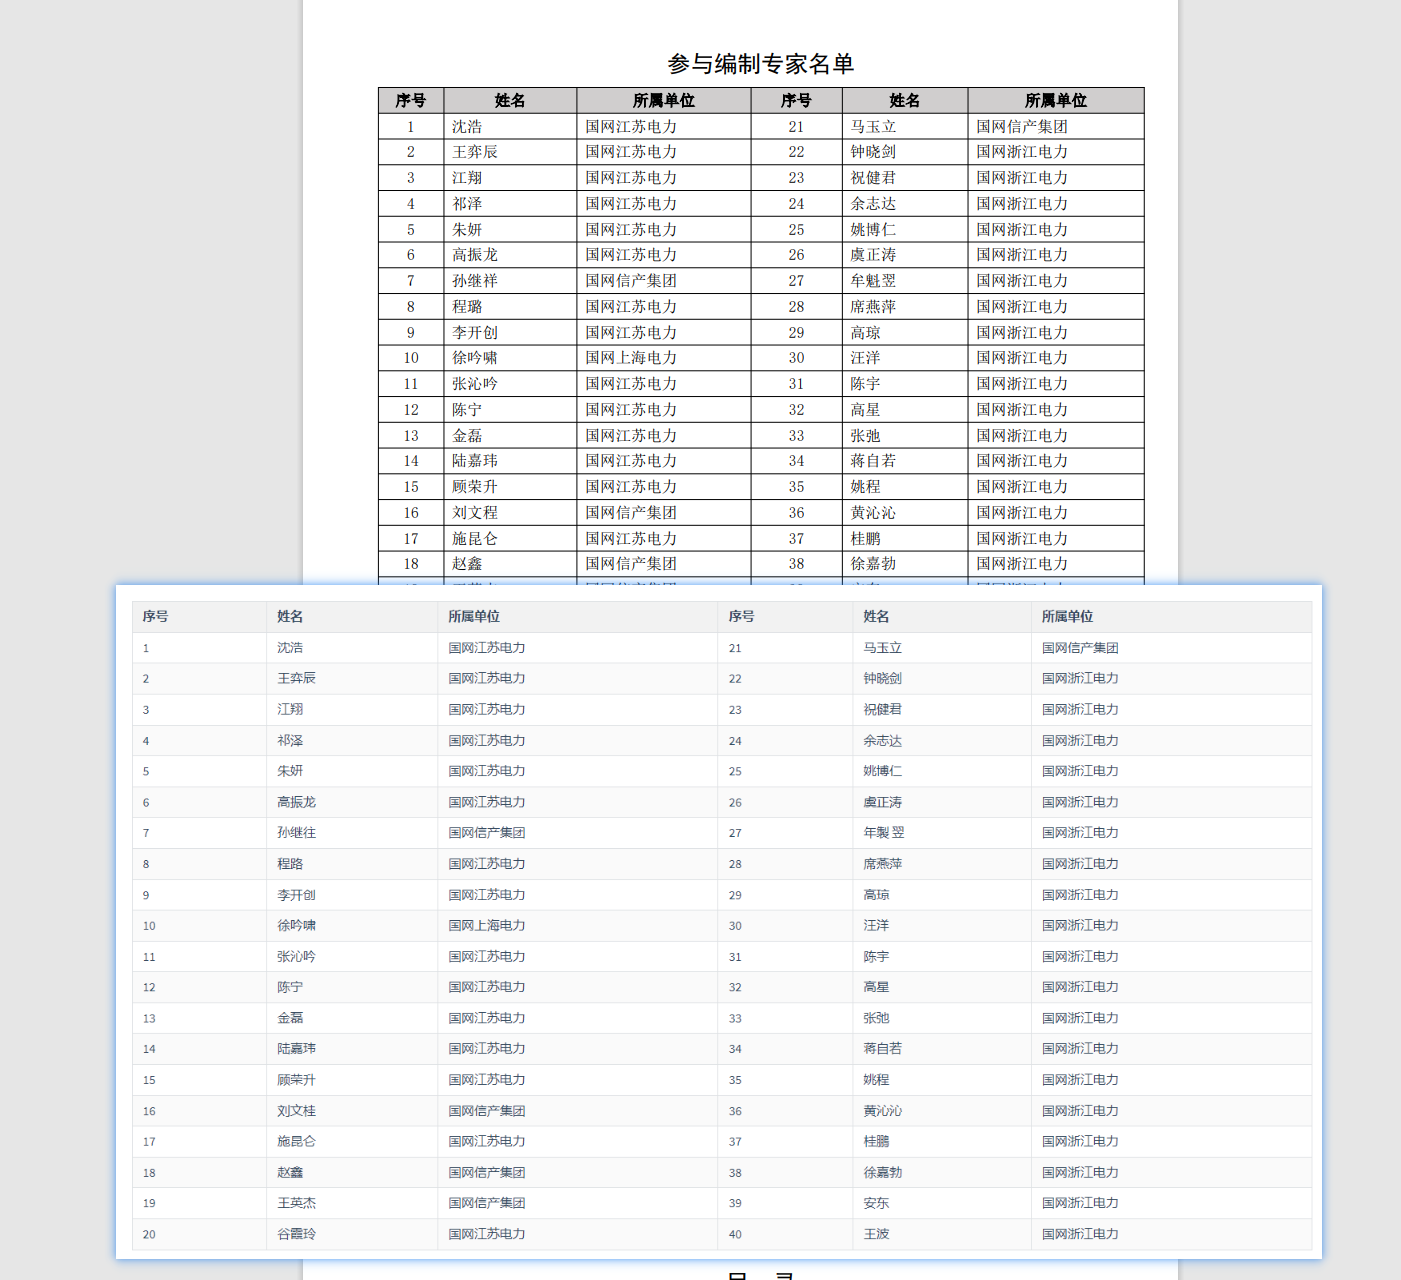 参与编制专家名单
序号 姓名 所属单位 序号 姓名 所属单位
1 沈浩 国网江苏电力 21 马玉立 国网信产集团
2 王弈辰 国网江苏电力 22 钟晓剑 国网浙江电力
3 江翔 国网江苏电力 23 祝健君 国网浙江电力
4 祁泽 国网江苏电力 24 余志达 国网浙江电力
5 朱妍 国网江苏电力 25 姚博仁 国网浙江电力
6 高振龙 国网江苏电力 26 虞正涛 国网浙江电力
7 孙继祥 国网信产集团 27 牟魁翌 国网浙江电力
8 程璐 国网江苏电力 28 席燕萍 国网浙江电力
9 李开创 国网江苏电力 29 高琼 国网浙江电力
10 徐吟啸 国网上海电力 30 汪洋 国网浙江电力
11 张沁吟 国网江苏电力 31 陈宇 国网浙江电力
12 陈宁 国网江苏电力 32 高星 国网浙江电力
13 金磊 国网江苏电力 33 张弛 国网浙江电力
14 陆嘉玮 国网江苏电力 34 蒋自若 国网浙江电力
15 顾荣升 国网江苏电力 35 姚程 国网浙江电力
16 刘文程 国网信产集团 36 黄沁沁 国网浙江电力
17 施昆仑 国网江苏电力 37 桂鹏 国网浙江电力
18 赵鑫 国网信产集团 38 徐嘉勃 国网浙江电力
序号 姓名 所属单位 序号 姓名 所属单位
1 沈浩 国网江苏电力 21 马玉立 国网信产集团
2 王弈辰 国网江苏电力 22 钟晓剑 国网浙江电力
3 江翔 国网江苏电力 23 祝健君 国网浙江电力
4 祁泽 国网江苏电力 24 余志达 国网浙江电力
5 朱妍 国网江苏电力 25 姚博仁 国网浙江电力
6 高振龙 国网江苏电力 26 虞正涛 国网浙江电力
7 孙继往 国网信产集团 27 年製 翌 国网浙江电力
8 程路 国网江苏电力 28 席燕萍 国网浙江电力
9 李开创 国网江苏电力 29 高琼 国网浙江电力
10 徐吟啸 国网上海电力 30 汪洋 国网浙江电力
11 张沁吟 国网江苏电力 31 陈宇 国网浙江电力
12 陈宁 国网江苏电力 32 高星 国网浙江电力
13 金磊 国网江苏电力 33 张弛 国网浙江电力
14 陆嘉玮 国网江苏电力 34 蒋自若 国网浙江电力
15 顾荣升 国网江苏电力 35 姚程 国网浙江电力
16 刘文桂 国网信产集团 36 黄沁沁 国网浙江电力
17 施昆仑 国网江苏电力 37 桂鹏 国网浙江电力
18 赵鑫 国网信产集团 38 徐嘉勃 国网浙江电力
19 王英杰 国网信产集团 39 安东 国网浙江电力
20 谷霞玲 国网江苏电力 40 王波 国网浙江电力